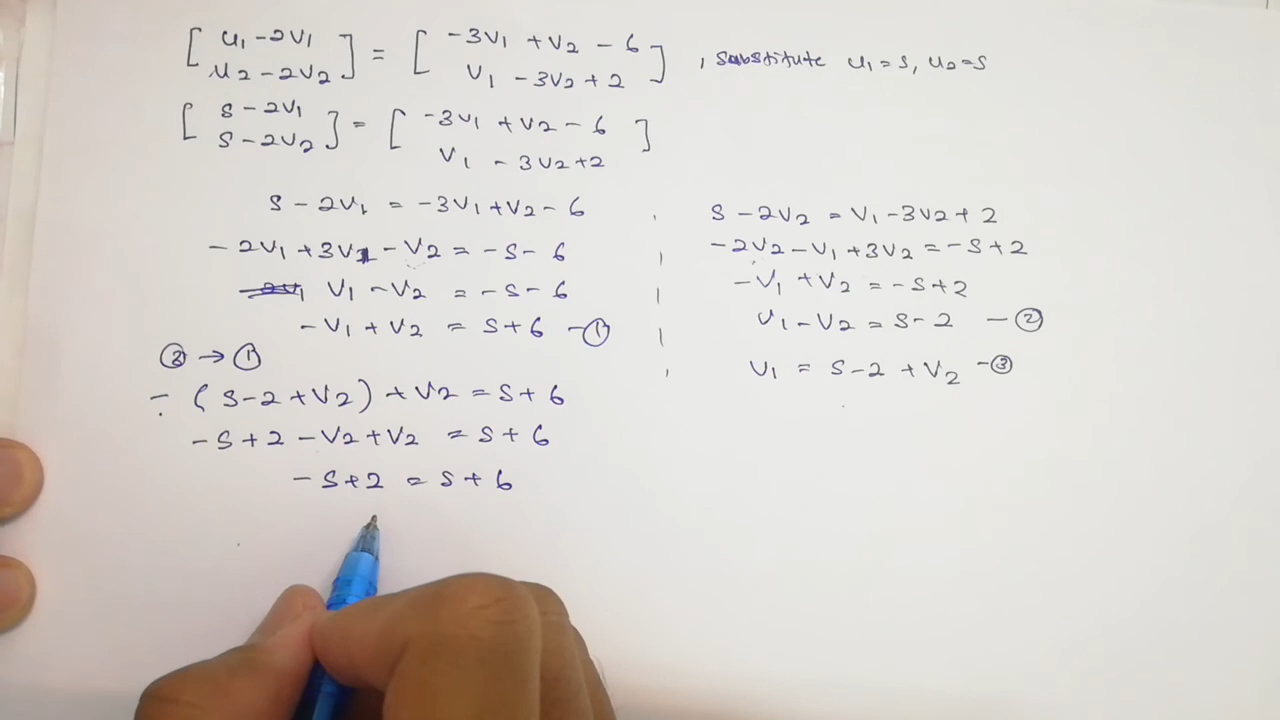 [u1 - 2v1
u2 - 2v2] = [-3v1 + v2 - 6
v1 - 3v2 + 2], substitute u1 = s, u2 = s
[s - 2v1
s - 2v2] = [-3v1 + v2 - 6
v1 - 3v2 + 2]
s - 2v1 = -3v1 + v2 - 6
-2v1 + 3v1 - v2 = -s - 6
v1 - v2 = -s - 6
-v1 + v2 = s + 6 —①
③ → ①
-(s - 2 + v2) + v2 = s + 6
-s + 2 - v2 + v2 = s + 6
-s + 2 = s + 6
s - 2v2 = v1 - 3v2 + 2
-2v2 - v1 + 3v2 = -s + 2
-v1 + v2 = -s + 2
v1 - v2 = s - 2 —②
v1 = s - 2 + v2 —③